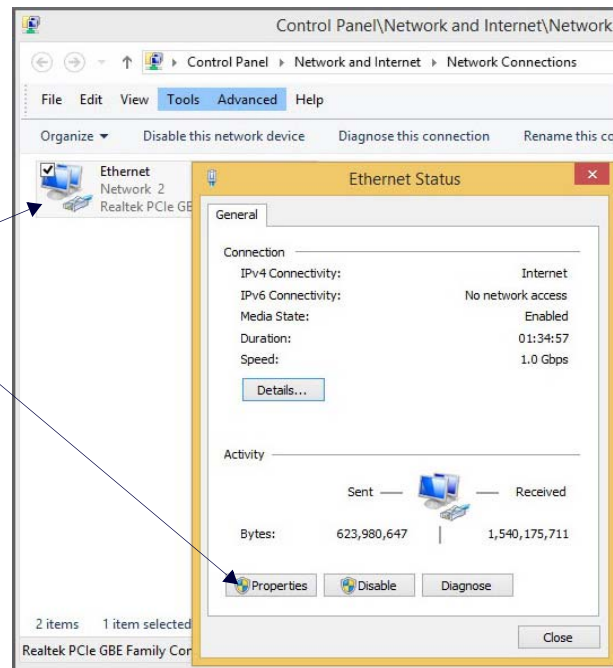 Control Panel\Network and Internet\Network
Control Panel Network and Internet Network Connections
File Edit View Tools Advanced Help
Organize Disable this network device Diagnose this connection Rename this co
Ethernet
Network 2
Realtek PCIe GBE
Ethernet Status
General
Connection
IPv4 Connectivity: Internet
IPv6 Connectivity: No network access
Media State: Enabled
Duration: 01:34:57
Speed: 1.0 Gbps
Details...
Activity
Sent Received
Bytes: 623,980,647 1,540,175,711
Properties Disable Diagnose
Close
2 items 1 item selected
Realtek PCIe GBE Family Con